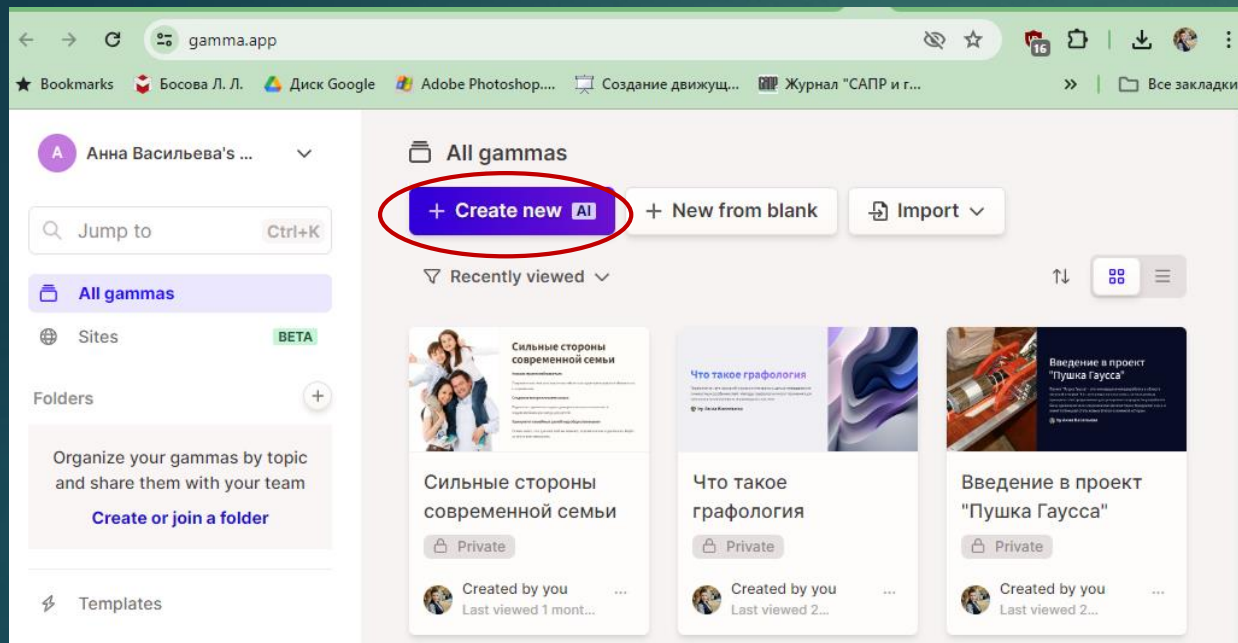 gamma.app
16
Bookmarks Босова Л. Л. Диск Google Adobe Photoshop.... Создание движущ... Журнал "САПР и г... » Все закладки
A Анна Васильева's ...
All gammas
+ Create new AI + New from blank Import
Jump to Ctrl+K
Recently viewed
All gammas
Sites BETA
Folders +
Organize your gammas by topic
and share them with your team
Create or join a folder
Templates
Сильные стороны
современной семьи
Сильные стороны
современной семьи
Private
Created by you ...
Last viewed 1 mont...
Что такое графология
Что такое
графология
Private
Created by you ...
Last viewed 2...
Введение в проект
"Пушка Гаусса"
Введение в проект
"Пушка Гаусса"
Private
Created by you ...
Last viewed 2...